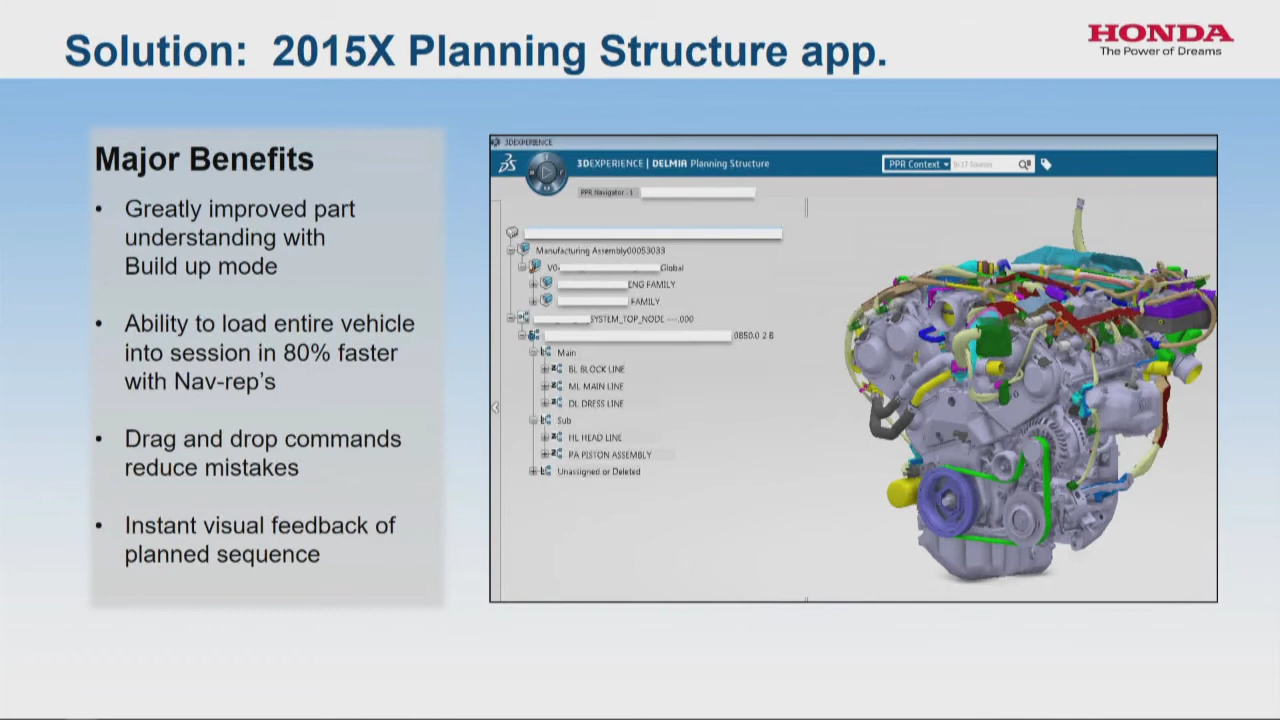 Solution: 2015X Planning Structure app.
HONDA
The Power of Dreams
Major Benefits
• Greatly improved part
understanding with
Build up mode
• Ability to load entire vehicle
into session in 80% faster
with Nav-rep's
• Drag and drop commands
reduce mistakes
• Instant visual feedback of
planned sequence
3DEXPERIENCE
3DEXPERIENCE | DELMIA Planning Structure
PPR Context
PPR Navigator - 1
Manufacturing Assembly00053033
Global
ENG FAMILY
FAMILY
SYSTEM_TOP_NODE ---.000
0850.0 2 B
Main
BL BLOCK LINE
ML MAIN LINE
DL DRESS LINE
Sub
HL HEAD LINE
PA PISTON ASSEMBLY
Unassigned or Deleted